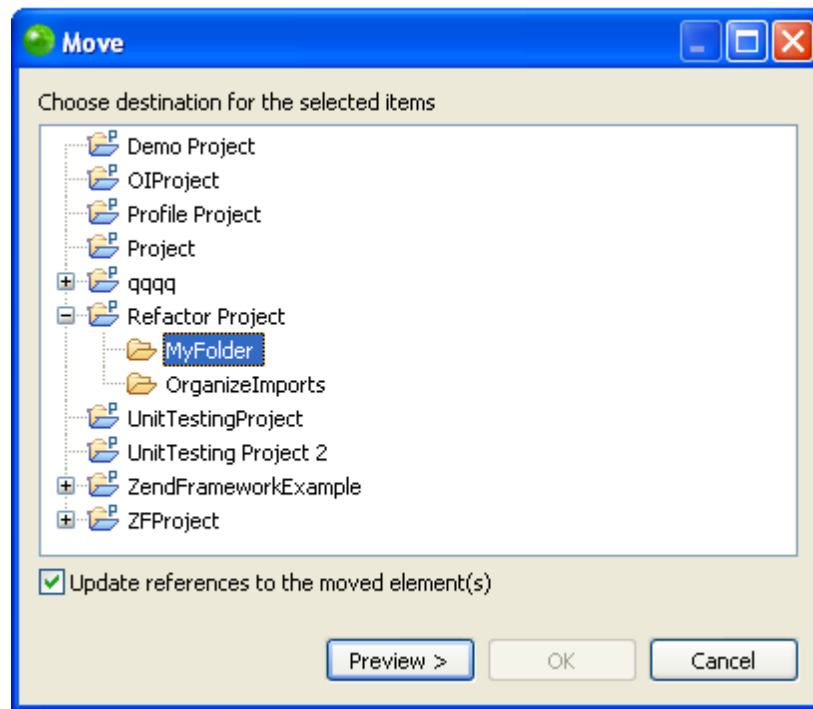 Move
Choose destination for the selected items
Demo Project
OIProject
Profile Project
Project
qqqq
Refactor Project
MyFolder
OrganizeImports
UnitTestingProject
UnitTesting Project 2
ZendFrameworkExample
ZFProject
Update references to the moved element(s)
Preview > OK Cancel